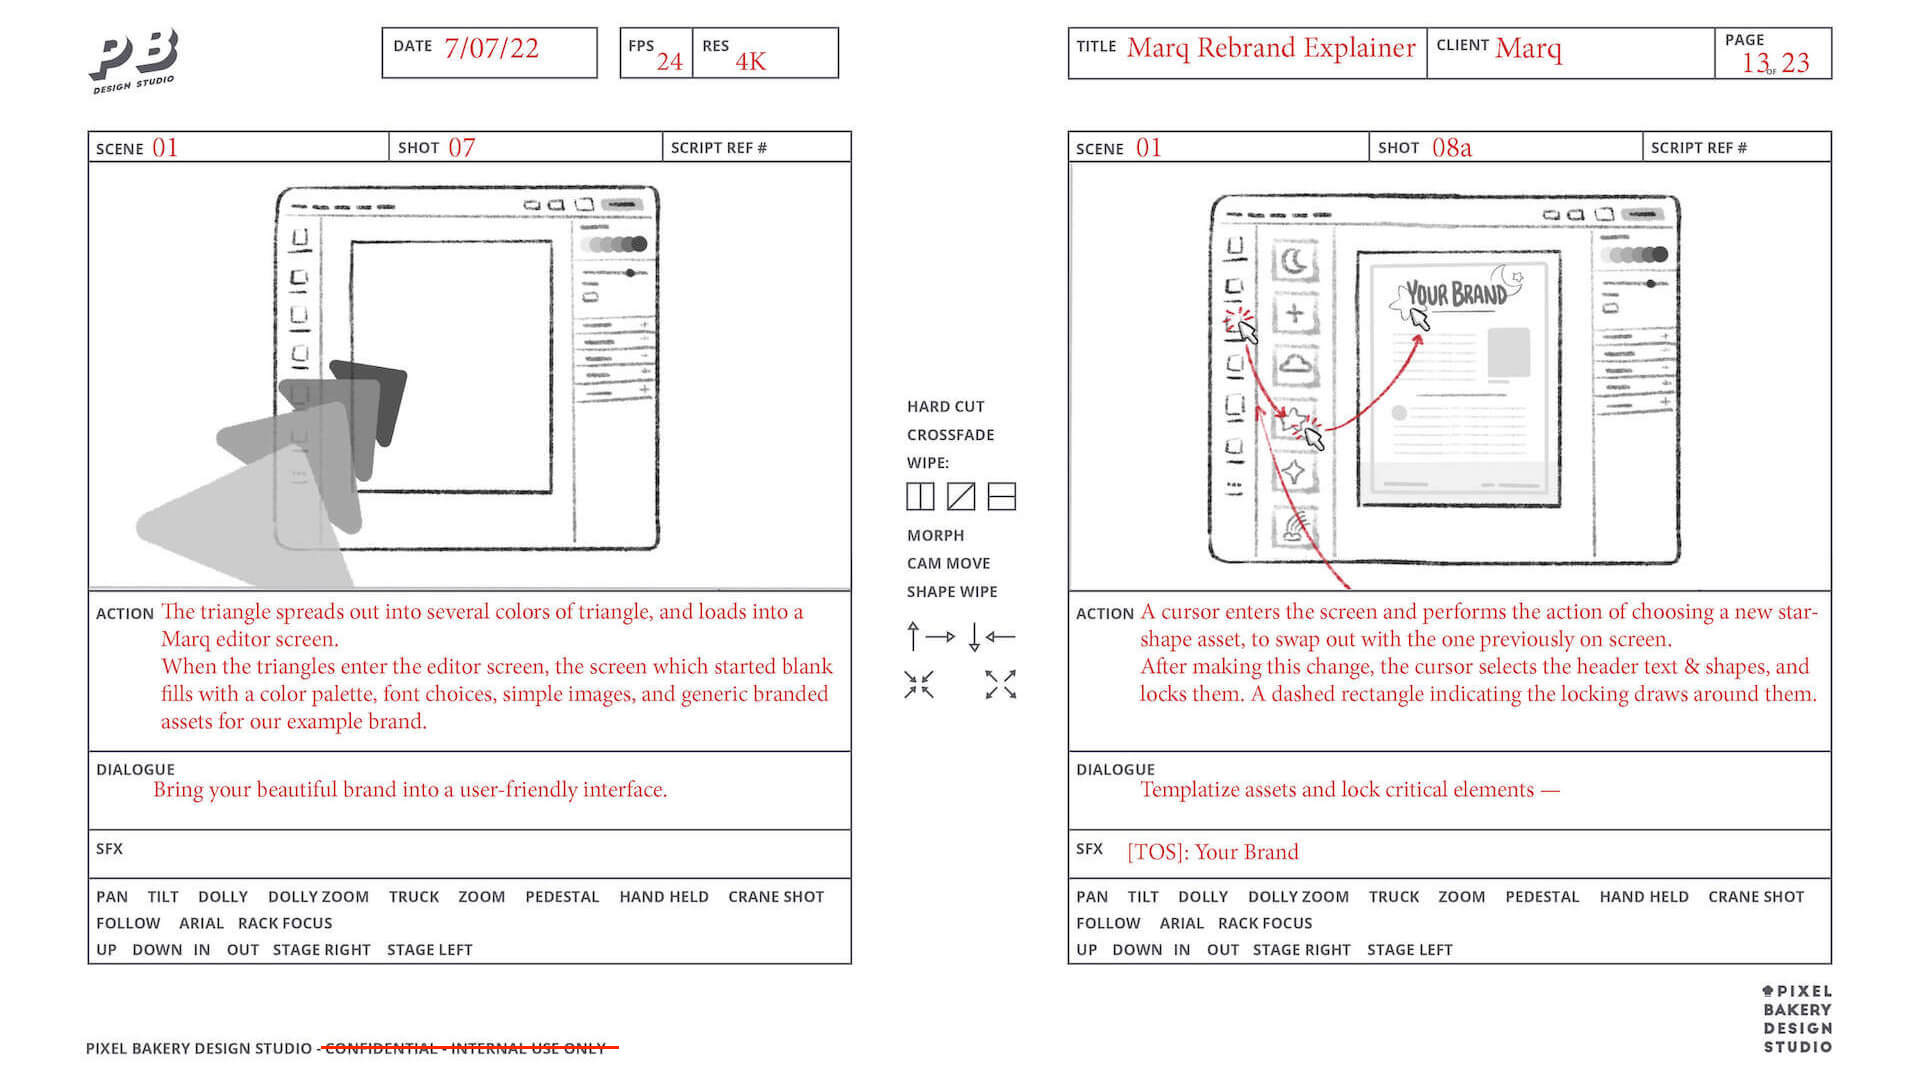 PB
DESIGN STUDIO
DATE 7/07/22
FPS 24
RES 4K
TITLE Marq Rebrand Explainer
CLIENT Marq
PAGE 13 OF 23
SCENE 01
SHOT 07
SCRIPT REF #
ACTION The triangle spreads out into several colors of triangle, and loads into a
Marq editor screen.
When the triangles enter the editor screen, the screen which started blank
fills with a color palette, font choices, simple images, and generic branded
assets for our example brand.
DIALOGUE
Bring your beautiful brand into a user-friendly interface.
SFX
PAN TILT DOLLY DOLLY ZOOM TRUCK ZOOM PEDESTAL HAND HELD CRANE SHOT
FOLLOW ARIAL RACK FOCUS
UP DOWN IN OUT STAGE RIGHT STAGE LEFT
HARD CUT
CROSSFADE
WIPE:
MORPH
CAM MOVE
SHAPE WIPE
SCENE 01
SHOT 08a
SCRIPT REF #
YOUR BRAND
ACTION A cursor enters the screen and performs the action of choosing a new star-
shape asset, to swap out with the one previously on screen.
After making this change, the cursor selects the header text & shapes, and
locks them. A dashed rectangle indicating the locking draws around them.
DIALOGUE
Templatize assets and lock critical elements —
SFX [TOS]: Your Brand
PAN TILT DOLLY DOLLY ZOOM TRUCK ZOOM PEDESTAL HAND HELD CRANE SHOT
FOLLOW ARIAL RACK FOCUS
UP DOWN IN OUT STAGE RIGHT STAGE LEFT
PIXEL BAKERY DESIGN STUDIO - CONFIDENTIAL - INTERNAL USE ONLY
PIXEL
BAKERY
DESIGN
STUDIO